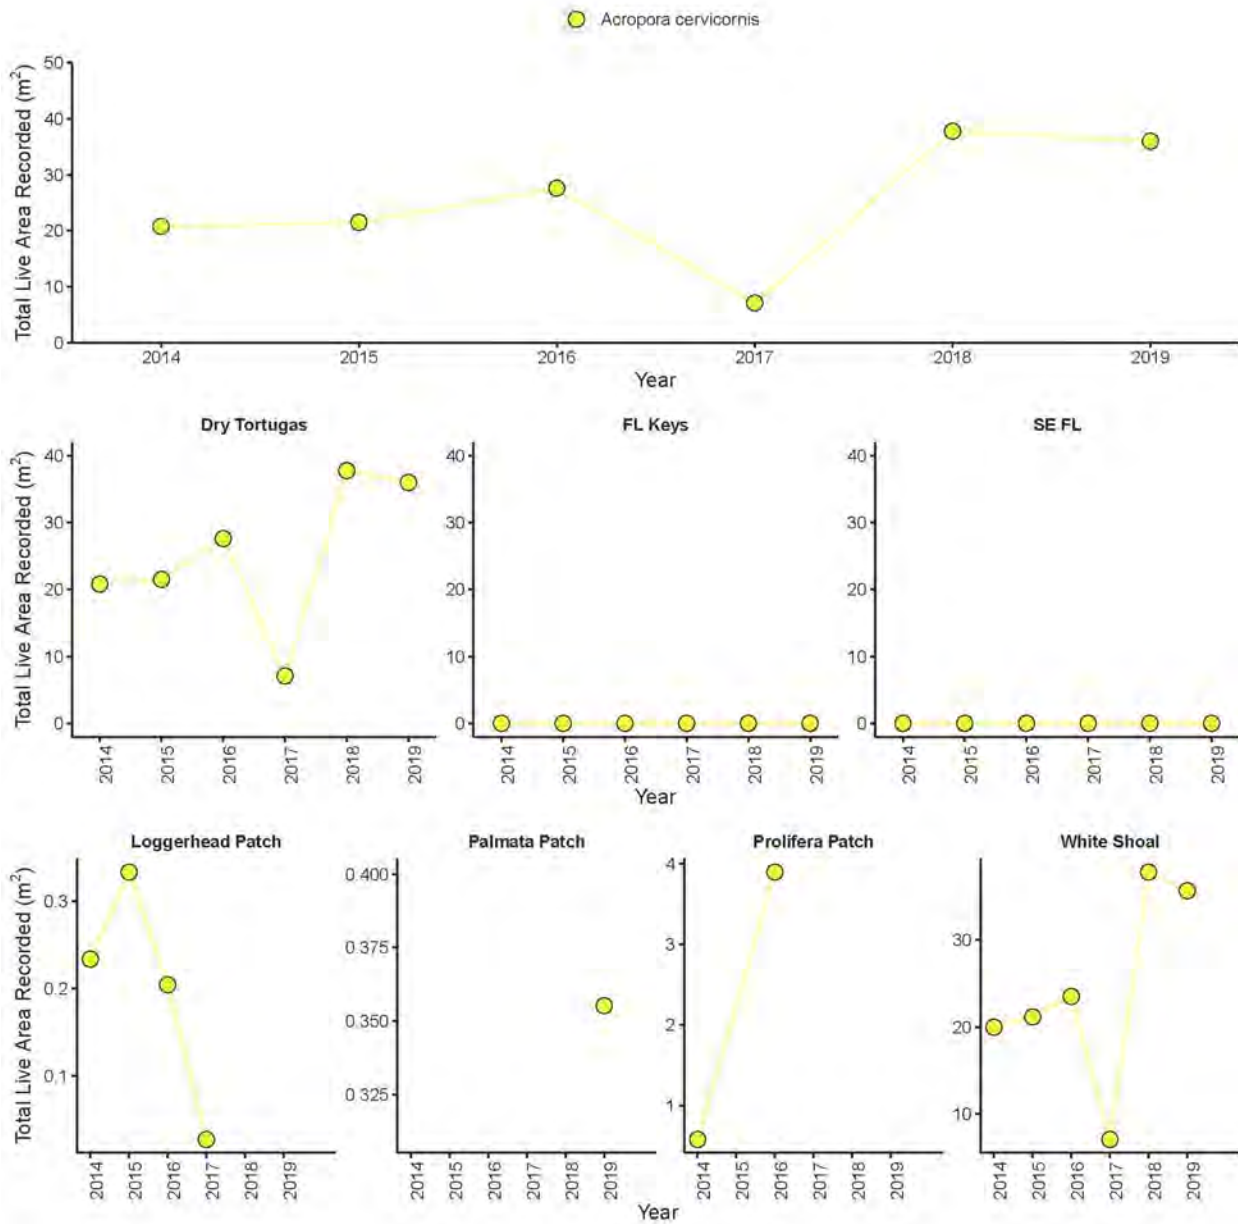 Acropora cervicornis
Total Live Area Recorded (m²)
50
40
30
20
10
0
2014 2015 2016 2017 2018 2019
Year
Dry Tortugas FL Keys SE FL
Total Live Area Recorded (m²)
40 40 40
30 30 30
20 20 20
10 10 10
0 0 0
2014 2015 2016 2017 2018 2019 2014 2015 2016 2017 2018 2019 2014 2015 2016 2017 2018 2019
Year
Loggerhead Patch Palmata Patch Prolifera Patch White Shoal
Total Live Area Recorded (m²)
0.3
0.2
0.1
0.400
0.375
0.350
0.325
4
3
2
1
30
20
10
2014 2015 2016 2017 2018 2019 2014 2015 2016 2017 2018 2019 2014 2015 2016 2017 2018 2019 2014 2015 2016 2017 2018 2019
Year